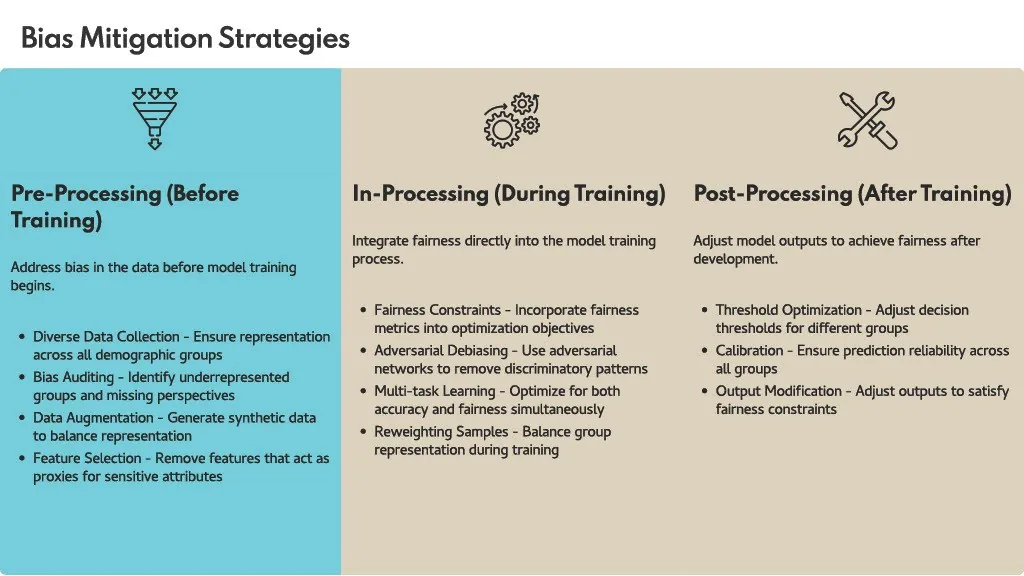 Bias Mitigation Strategies
Pre-Processing (Before
Training)
Address bias in the data before model training
begins.
• Diverse Data Collection - Ensure representation
across all demographic groups
• Bias Auditing - Identify underrepresented
groups and missing perspectives
• Data Augmentation - Generate synthetic data
to balance representation
• Feature Selection - Remove features that act as
proxies for sensitive attributes
In-Processing (During Training)
Integrate fairness directly into the model training
process.
• Fairness Constraints - Incorporate fairness
metrics into optimization objectives
• Adversarial Debiasing - Use adversarial
networks to remove discriminatory patterns
• Multi-task Learning - Optimize for both
accuracy and fairness simultaneously
• Reweighting Samples - Balance group
representation during training
Post-Processing (After Training)
Adjust model outputs to achieve fairness after
development.
• Threshold Optimization - Adjust decision
thresholds for different groups
• Calibration - Ensure prediction reliability across
all groups
• Output Modification - Adjust outputs to satisfy
fairness constraints